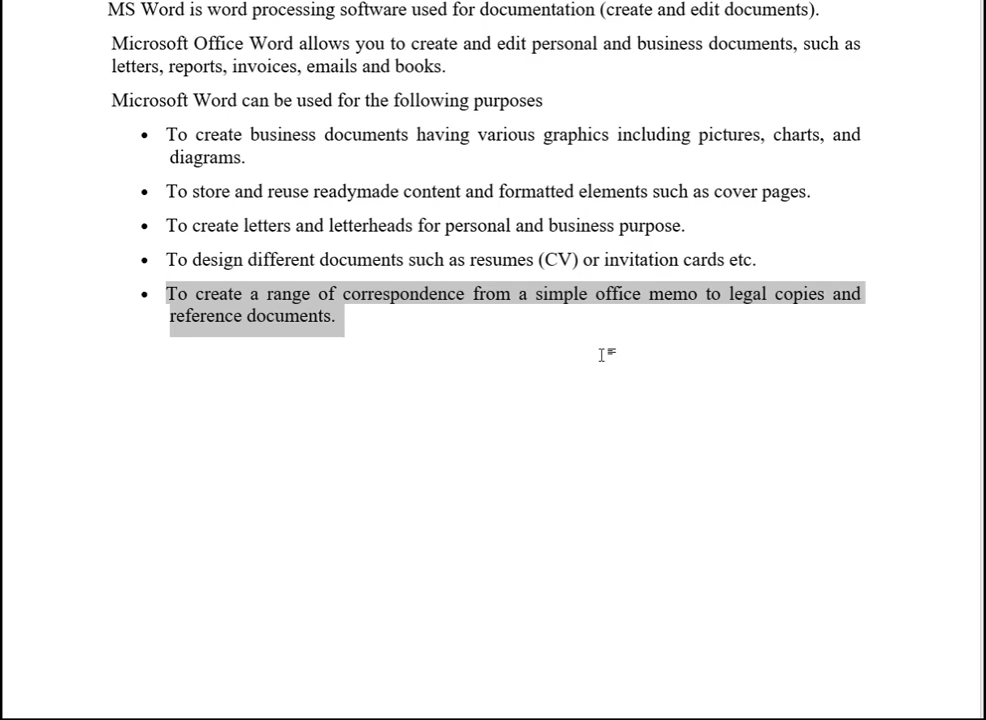 MS Word is word processing software used for documentation (create and edit documents).
Microsoft Office Word allows you to create and edit personal and business documents, such as
letters, reports, invoices, emails and books.
Microsoft Word can be used for the following purposes
• To create business documents having various graphics including pictures, charts, and
diagrams.
• To store and reuse readymade content and formatted elements such as cover pages.
• To create letters and letterheads for personal and business purpose.
• To design different documents such as resumes (CV) or invitation cards etc.
• To create a range of correspondence from a simple office memo to legal copies and
reference documents.